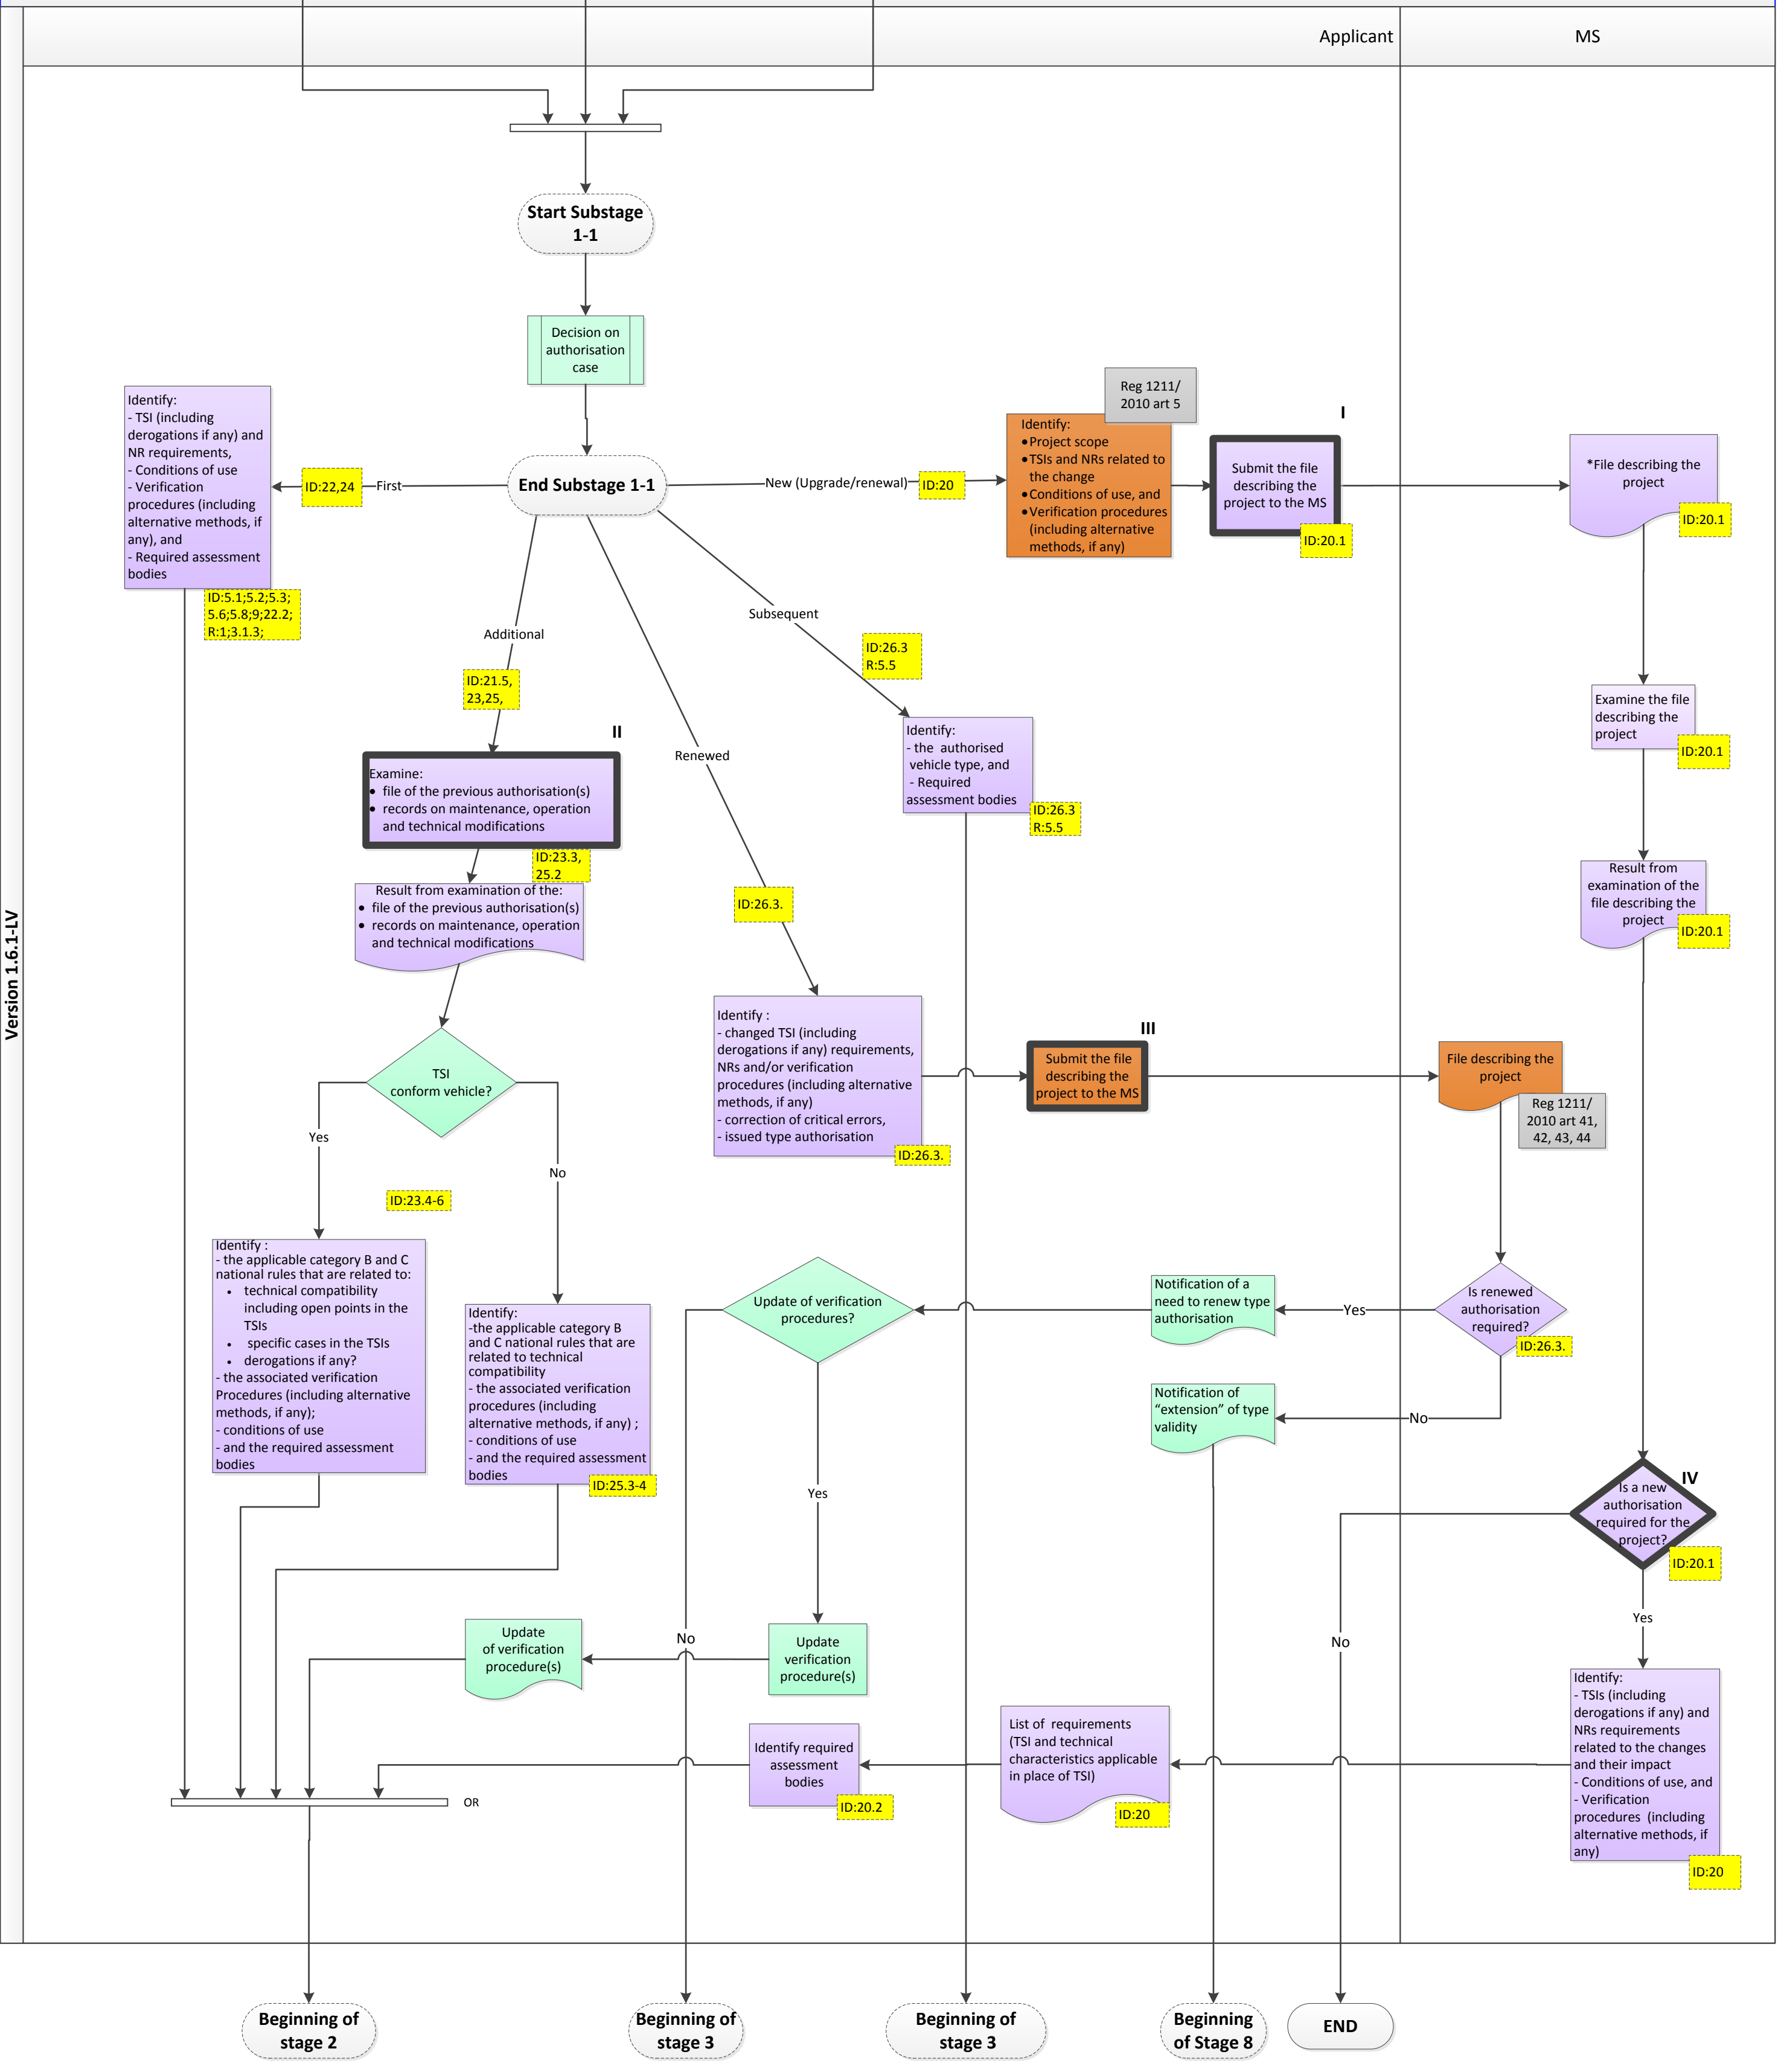 Applicant
MS
Version 1.6.1-LV
Start Substage
1-1
Decision on
authorisation
case
End Substage 1-1
First
ID:22,24
Identify:
- TSI (including
derogations if any) and
NR requirements,
- Conditions of use
- Verification
procedures (including
alternative methods, if
any), and
- Required assessment
bodies
ID:5.1;5.2;5.3;
5.6;5.8;9;22.2;
R:1;3.1.3;
New (Upgrade/renewal)
ID:20
Reg 1211/
2010 art 5
Identify:
•Project scope
•TSIs and NRs related to
the change
•Conditions of use, and
•Verification procedures
(including alternative
methods, if any)
I
Submit the file
describing the
project to the MS
ID:20.1
*File describing the
project
ID:20.1
Examine the file
describing the
project
ID:20.1
Result from
examination of the
file describing the
project
ID:20.1
Additional
ID:21.5,
23,25,
II
Examine:
• file of the previous authorisation(s)
• records on maintenance, operation
and technical modifications
ID:23.3,
25.2
Result from examination of the:
• file of the previous authorisation(s)
• records on maintenance, operation
and technical modifications
TSI
conform vehicle?
Yes
No
ID:23.4-6
Identify :
- the applicable category B and C
national rules that are related to:
• technical compatibility
including open points in the
TSIs
• specific cases in the TSIs
• derogations if any?
- the associated verification
Procedures (including alternative
methods, if any);
- conditions of use
- and the required assessment
bodies
Identify:
-the applicable category B
and C national rules that are
related to technical
compatibility
- the associated verification
procedures (including
alternative methods, if any) ;
- conditions of use
- and the required assessment
bodies
ID:25.3-4
Subsequent
ID:26.3
R:5.5
Identify:
- the authorised
vehicle type, and
- Required
assessment bodies
ID:26.3
R:5.5
Renewed
ID:26.3.
Identify :
- changed TSI (including
derogations if any) requirements,
NRs and/or verification
procedures (including alternative
methods, if any)
- correction of critical errors,
- issued type authorisation
ID:26.3.
III
Submit the file
describing the
project to the MS
File describing the
project
Reg 1211/
2010 art 41,
42, 43, 44
Is renewed
authorisation
required?
ID:26.3.
Yes
Notification of a
need to renew type
authorisation
No
Notification of
“extension” of type
validity
Update of verification
procedures?
Yes
No
Update
verification
procedure(s)
Update
of verification
procedure(s)
IV
Is a new
authorisation
required for the
project?
ID:20.1
Yes
No
Identify:
- TSIs (including
derogations if any) and
NRs requirements
related to the changes
and their impact
- Conditions of use, and
- Verification
procedures (including
alternative methods, if
any)
ID:20
List of requirements
(TSI and technical
characteristics applicable
in place of TSI)
ID:20
Identify required
assessment
bodies
ID:20.2
OR
Beginning of
stage 2
Beginning of
stage 3
Beginning of
stage 3
Beginning
of Stage 8
END